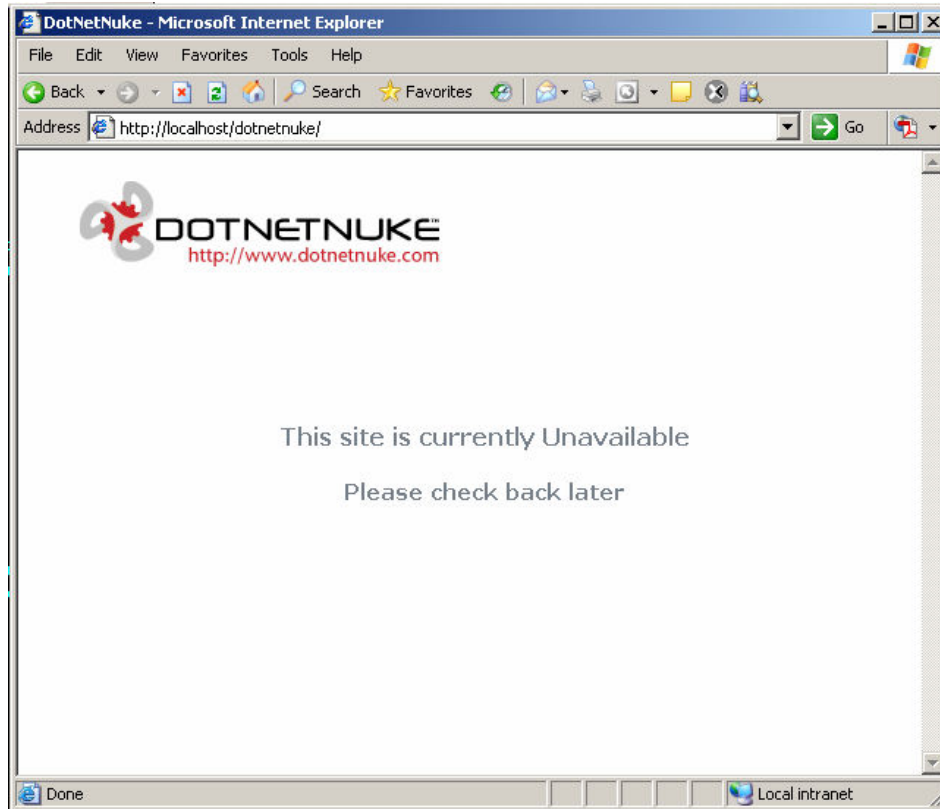 DotNetNuke - Microsoft Internet Explorer
File Edit View Favorites Tools Help
Back Search Favorites
Address http://localhost/dotnetnuke/ Go
DOTNETNUKE™
http://www.dotnetnuke.com
This site is currently Unavailable
Please check back later
Done Local intranet